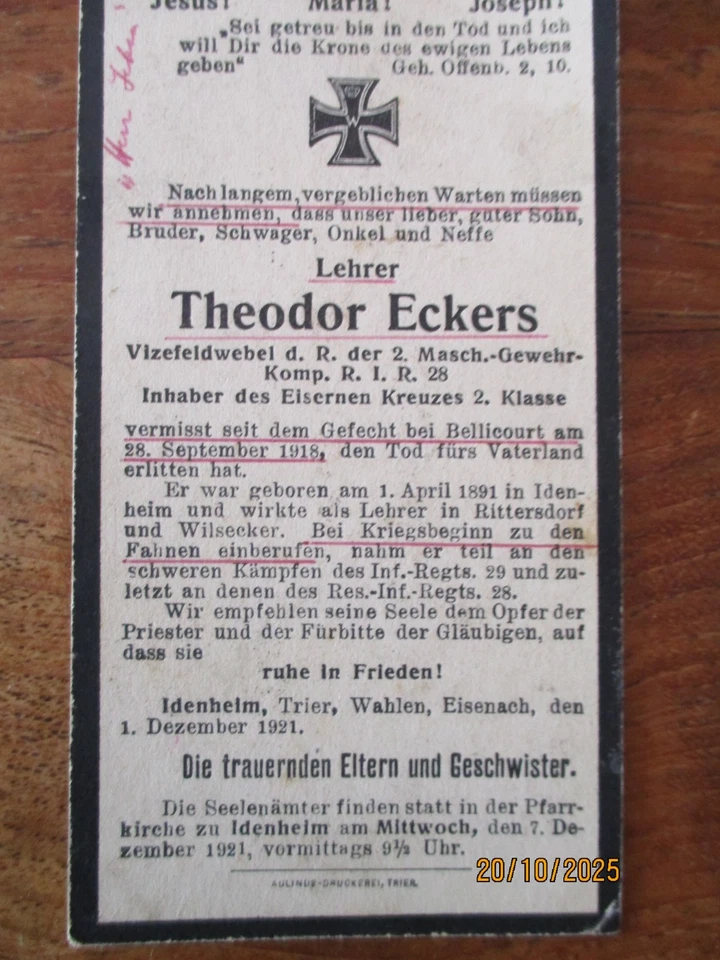 Jesus! Maria! Joseph!
„Sei getreu bis in den Tod und ich
will Dir die Krone des ewigen Lebens
geben“ Geh. Offenb. 2, 10.
W
Nach langem, vergeblichen Warten müssen
wir annehmen, dass unser lieber, guter Sohn,
Bruder, Schwager, Onkel und Neffe
Lehrer
Theodor Eckers
Vizefeldwebel d. R. der 2. Masch.-Gewehr-
Komp. R. I. R. 28
Inhaber des Eisernen Kreuzes 2. Klasse
vermisst seit dem Gefecht bei Bellicourt am
28. September 1918, den Tod fürs Vaterland
erlitten hat.
Er war geboren am 1. April 1891 in Iden-
heim und wirkte als Lehrer in Rittersdorf
und Wilsecker. Bei Kriegsbeginn zu den
Fahnen einberufen, nahm er teil an den
schweren Kämpfen des Inf.-Regts. 29 und zu-
letzt an denen des Res.-Inf.-Regts. 28.
Wir empfehlen seine Seele dem Opfer der
Priester und der Fürbitte der Gläubigen, auf
dass sie
ruhe in Frieden!
Idenheim, Trier, Wahlen, Eisenach, den
1. Dezember 1921.
Die trauernden Eltern und Geschwister.
Die Seelenämter finden statt in der Pfarr-
kirche zu Idenheim am Mittwoch, den 7. De-
zember 1921, vormittags 9½ Uhr.
PAULINUS-DRUCKEREI, TRIER.
20/10/2025